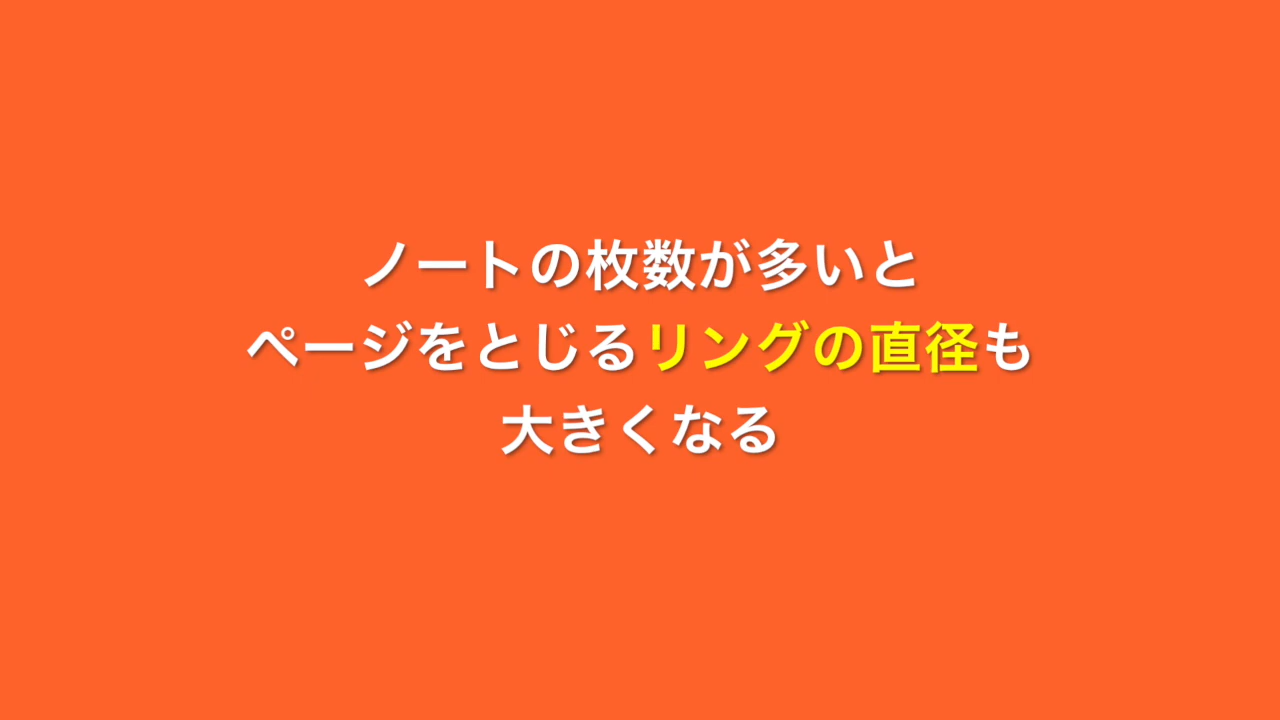 ノートの枚数が多いと
ページをとじるリングの直径も
大きくなる